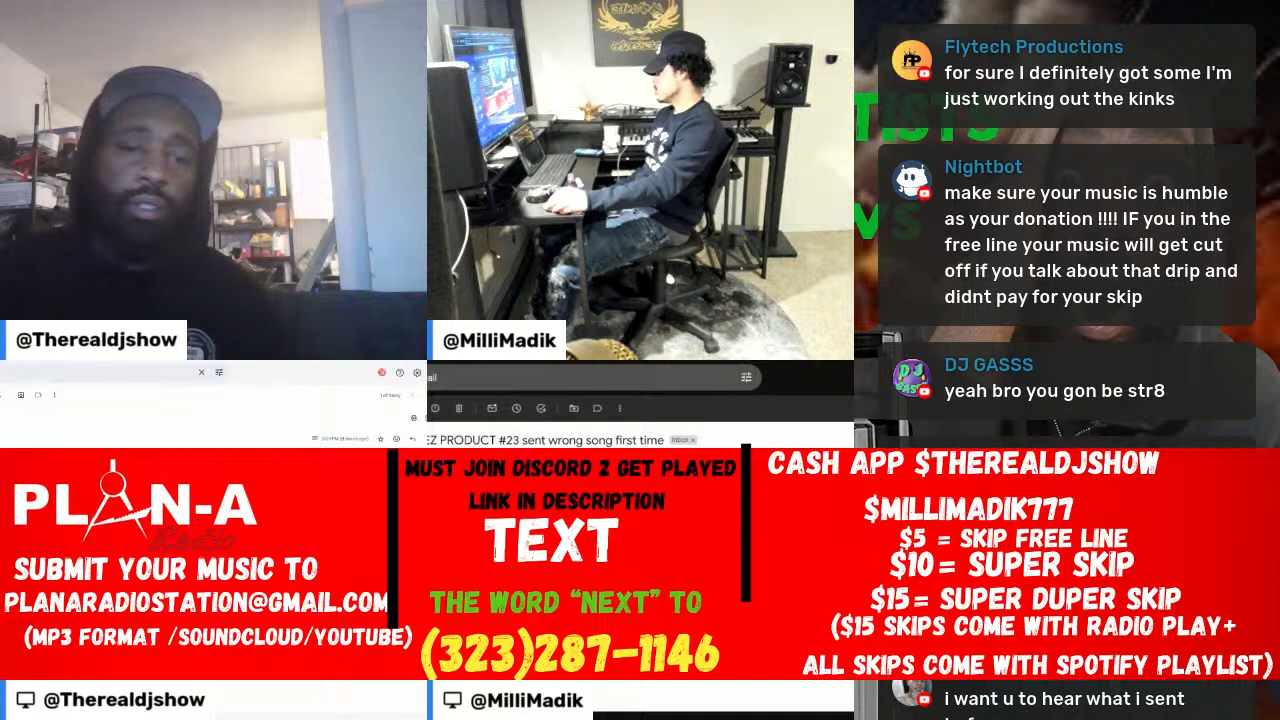 @Therealdjshow
@MilliMadik
TISTS
Flytech Productions
for sure I definitely got some I'm
just working out the kinks
Nightbot
make sure your music is humble
as your donation !!!! IF you in the
free line your music will get cut
off if you talk about that drip and
didnt pay for your skip
DJ GASSS
yeah bro you gon be str8
ail
EZ PRODUCT #23 sent wrong song first time
Inbox x
PLAN-A
Radio
SUBMIT YOUR MUSIC TO
PLANARADIOSTATION@GMAIL.COM
(MP3 FORMAT /SOUNDCLOUD/YOUTUBE)
MUST JOIN DISCORD 2 GET PLAYED
LINK IN DESCRIPTION
TEXT
THE WORD “NEXT” TO
(323)287-1146
CASH APP $THEREALDJSHOW
$MILLIMADIK777
$5 = SKIP FREE LINE
$10 = SUPER SKIP
$15= SUPER DUPER SKIP
($15 SKIPS COME WITH RADIO PLAY+
ALL SKIPS COME WITH SPOTIFY PLAYLIST)
@Therealdjshow
@MilliMadik
i want u to hear what i sent